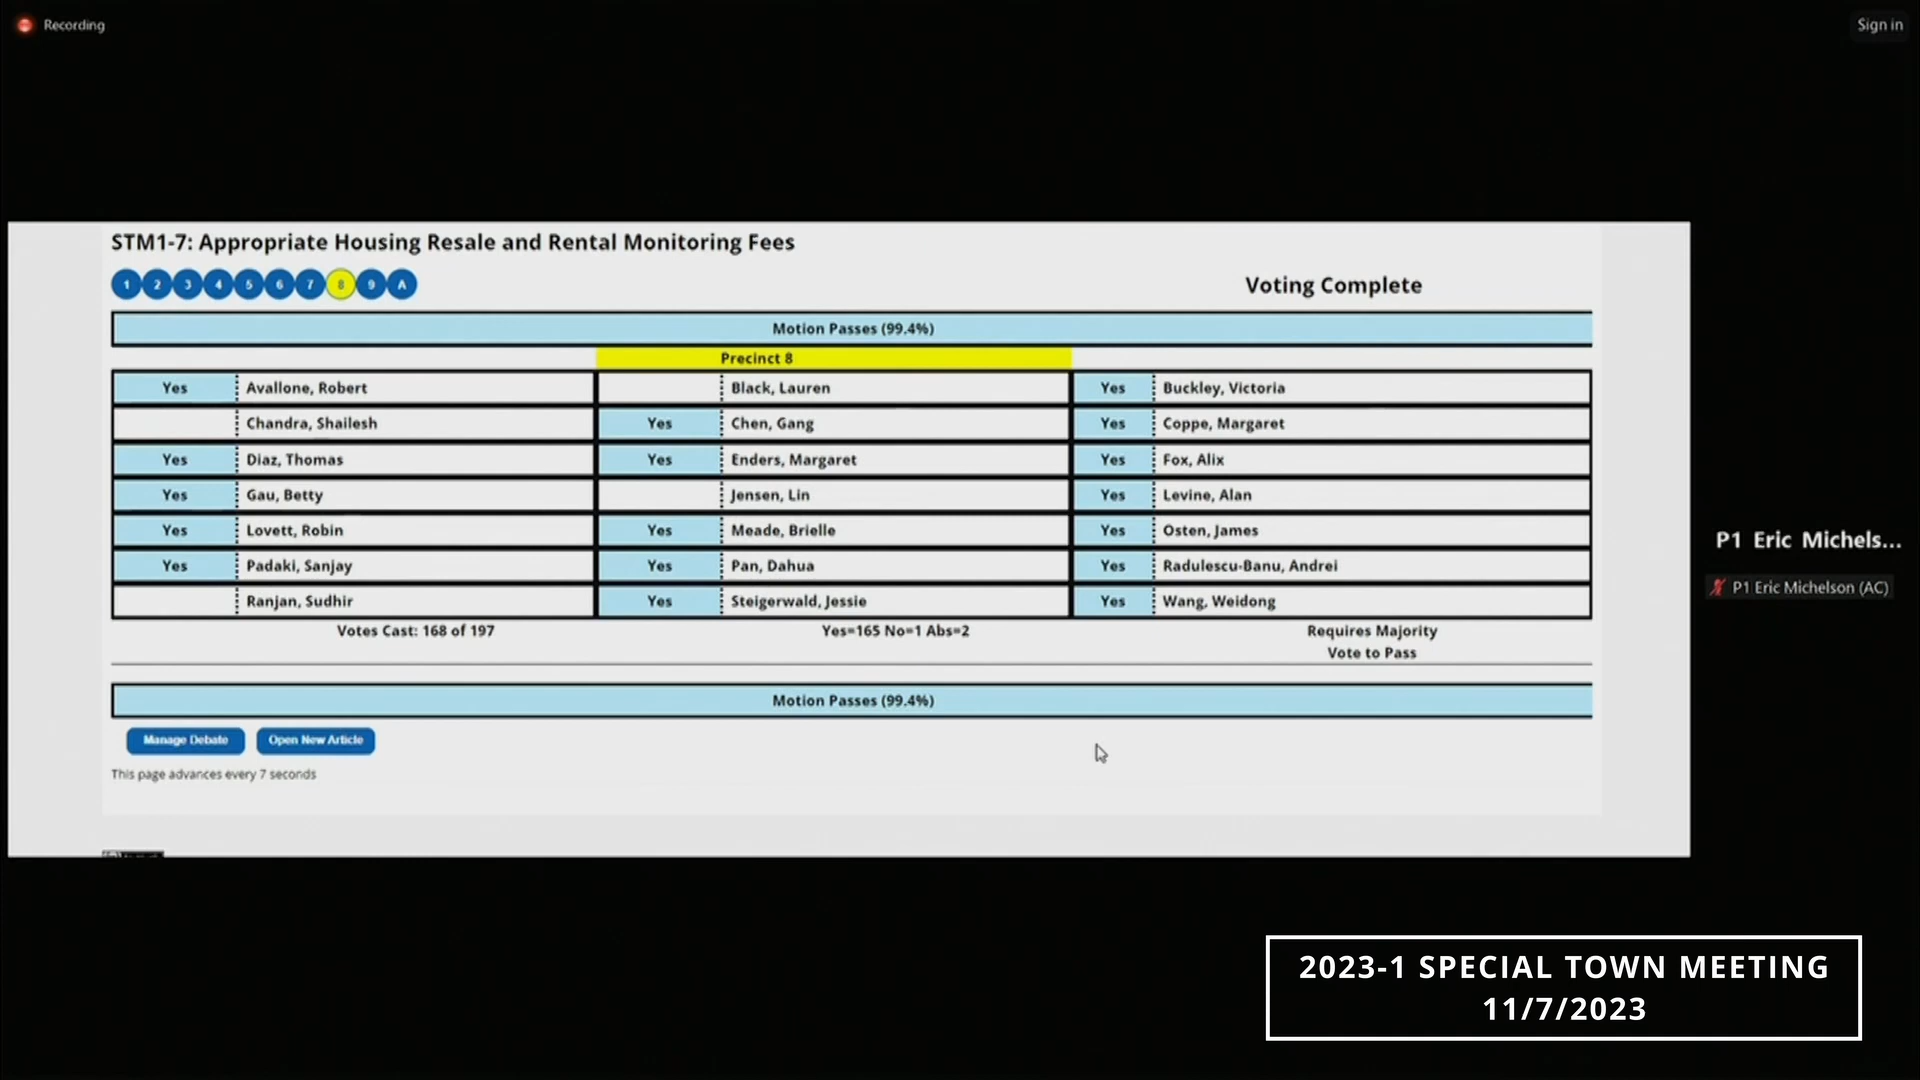 Recording
Sign in
STM1-7: Appropriate Housing Resale and Rental Monitoring Fees
1 2 3 4 5 6 7 8 9 A
Voting Complete
Motion Passes (99.4%)
Precinct 8
Yes Avallone, Robert Black, Lauren Yes Buckley, Victoria
Chandra, Shailesh Yes Chen, Gang Yes Coppe, Margaret
Yes Diaz, Thomas Yes Enders, Margaret Yes Fox, Alix
Yes Gau, Betty Jensen, Lin Yes Levine, Alan
Yes Lovett, Robin Yes Meade, Brielle Yes Osten, James
Yes Padaki, Sanjay Yes Pan, Dahua Yes Radulescu-Banu, Andrei
Ranjan, Sudhir Yes Steigerwald, Jessie Yes Wang, Weidong
Votes Cast: 168 of 197 Yes=165 No=1 Abs=2 Requires Majority
Vote to Pass
Motion Passes (99.4%)
Manage Debate Open New Article
This page advances every 7 seconds
P1 Eric Michels...
P1 Eric Michelson (AC)
2023-1 SPECIAL TOWN MEETING
11/7/2023